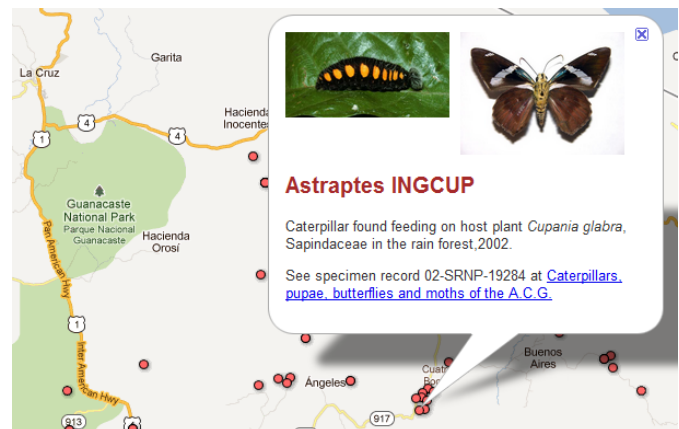 Garita
La Cruz
4
4
1
Hacienda
Inocente
Guanacaste
National Park
Parque Nacional
Guanacaste
Hacienda
Orosí
Pan American Hwy
1
Inter American Hwy
913
1
Ángeles
917
Buenos
Aires
Astraptes INGCUP
Caterpillar found feeding on host plant Cupania glabra,
Sapindaceae in the rain forest,2002.
See specimen record 02-SRNP-19284 at Caterpillars,
pupae, butterflies and moths of the A.C.G.